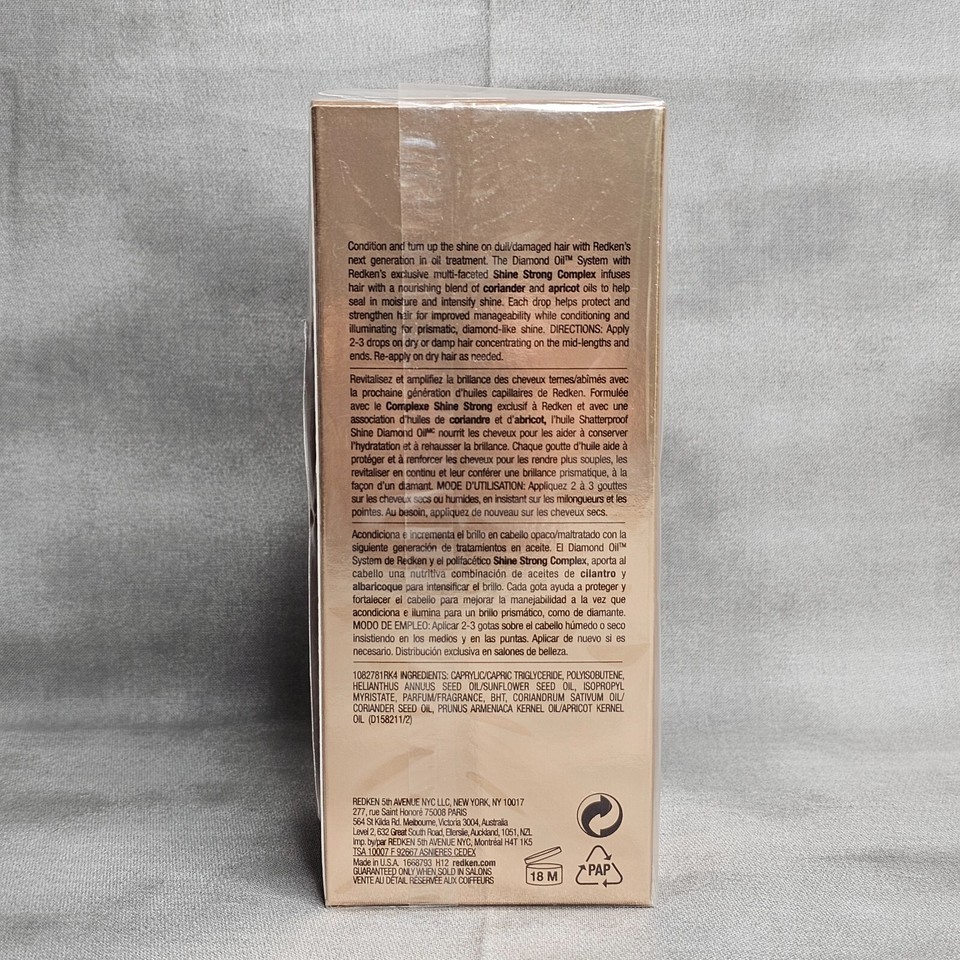 Condition and turn up the shine on dull/damaged hair with Redken's
next generation in oil treatment. The Diamond Oil™ System with
Redken's exclusive multi-faceted Shine Strong Complex infuses
hair with a nourishing blend of coriander and apricot oils to help
seal in moisture and intensify shine. Each drop helps protect and
strengthen hair for improved manageability while conditioning and
illuminating for prismatic, diamond-like shine. DIRECTIONS: Apply
2-3 drops on dry or damp hair concentrating on the mid-lengths and
ends. Re-apply on dry hair as needed.
Revitalisez et amplifiez la brillance des cheveux ternes/abîmés avec
la prochaine génération d'huiles capillaires de Redken. Formulée
avec le Complexe Shine Strong exclusif à Redken et avec une
association d'huiles de coriandre et d'abricot, l'huile Shatterproof
Shine Diamond Oil🅪 nourrit les cheveux pour les aider à conserver
l'hydratation et à rehausser la brillance. Chaque goutte d'huile aide à
protéger et à renforcer les cheveux pour les rendre plus souples, les
revitaliser en continu et leur conférer une brillance prismatique, à la
façon d'un diamant. MODE D'UTILISATION: Appliquez 2 à 3 gouttes
sur les cheveux secs ou humides, en insistant sur les milongueurs et les
pointes. Au besoin, appliquez de nouveau sur les cheveux secs.
Acondiciona e incrementa el brillo en cabello opaco/maltratado con la
siguiente generación de tratamientos en aceite. El Diamond Oil™
System de Redken y el polifacético Shine Strong Complex, aporta al
cabello una nutritiva combinación de aceites de cilantro y
albaricoque para intensificar el brillo. Cada gota ayuda a proteger y
fortalecer el cabello para mejorar la manejabilidad a la vez que
acondiciona e ilumina para un brillo prismático, como de diamante.
MODO DE EMPLEO: Aplicar 2-3 gotas sobre el cabello húmedo o seco
insistiendo en los medios y en las puntas. Aplicar de nuevo si es
necesario. Distribución exclusiva en salones de belleza.
1082781RK4 INGREDIENTS: CAPRYLIC/CAPRIC TRIGLYCERIDE, POLYISOBUTENE,
HELIANTHUS ANNUUS SEED OIL/SUNFLOWER SEED OIL, ISOPROPYL
MYRISTATE, PARFUM/FRAGRANCE, BHT, CORIANDRUM SATIVUM OIL/
CORIANDER SEED OIL, PRUNUS ARMENIACA KERNEL OIL/APRICOT KERNEL
OIL (D158211/2)
REDKEN 5th AVENUE NYC LLC, NEW YORK, NY 10017
277, rue Saint Honoré 75008 PARIS
564 St Kilda Rd. Melbourne, Victoria 3004, Australia
Level 2, 632 Great South Road, Ellerslie, Auckland, 1051, NZL
imp. by/par REDKEN 5th AVENUE NYC, Montréal H4T 1K5
TSA 10007 F 92667 ASNIERES CEDEX
Made in U.S.A. 1668793 H12 redken.com
GUARANTEED ONLY WHEN SOLD IN SALONS
VENTE AU DÉTAIL RÉSERVÉE AUX COIFFEURS
18 M
PAP